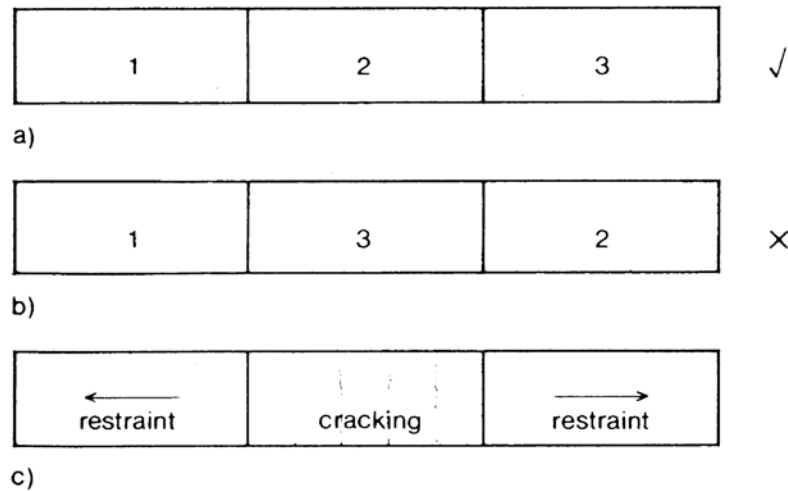 1 2 3 ✓
a)
1 3 2 ×
b)
restraint cracking restraint
c)